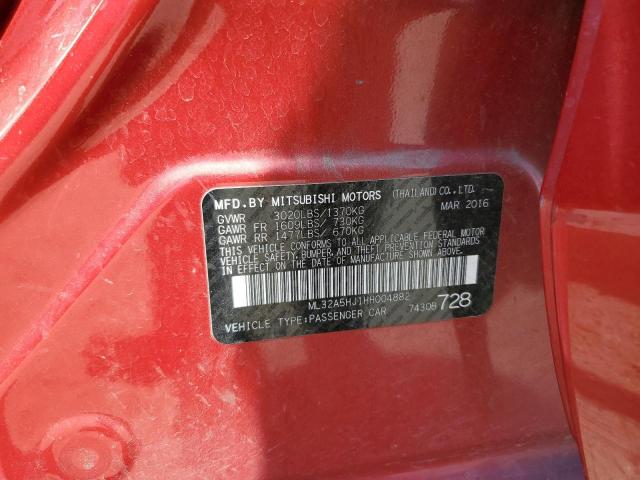 MFD.BY MITSUBISHI MOTORS (THAILAND) CO., LTD.
GVWR 3020LBS/1370KG MAR 2016
GAWR FR 1609LBS/ 730KG
GAWR RR 1477LBS/ 670KG
THIS VEHICLE CONFORMS TO ALL APPLICABLE FEDERAL MOTOR
VEHICLE SAFETY, BUMPER, AND THEFT PREVENTION STANDARDS
IN EFFECT ON THE DATE OF MANUFACTURE SHOWN ABOVE.
ML32A5HJ1HH004882
VEHICLE TYPE:PASSENGER CAR 7430B 728